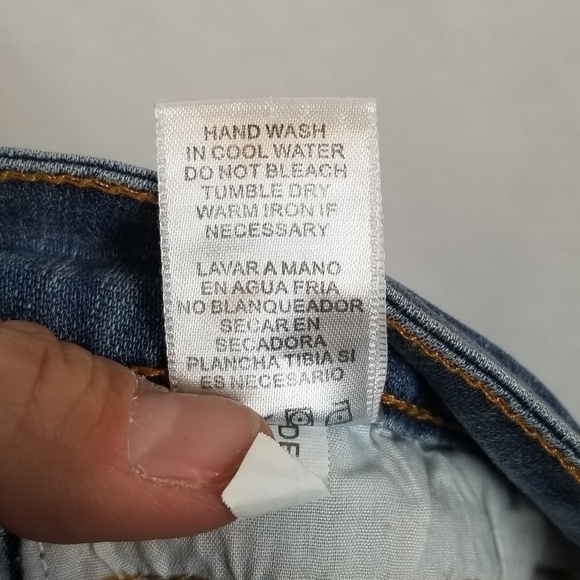 HAND WASH
IN COOL WATER
DO NOT BLEACH
TUMBLE DRY
WARM IRON IF
NECESSARY
LAVAR A MANO
EN AGUA FRIA
NO BLANQUEADOR
SECAR EN
SECADORA
PLANCHA TIBIA SI
ES NECESARIO